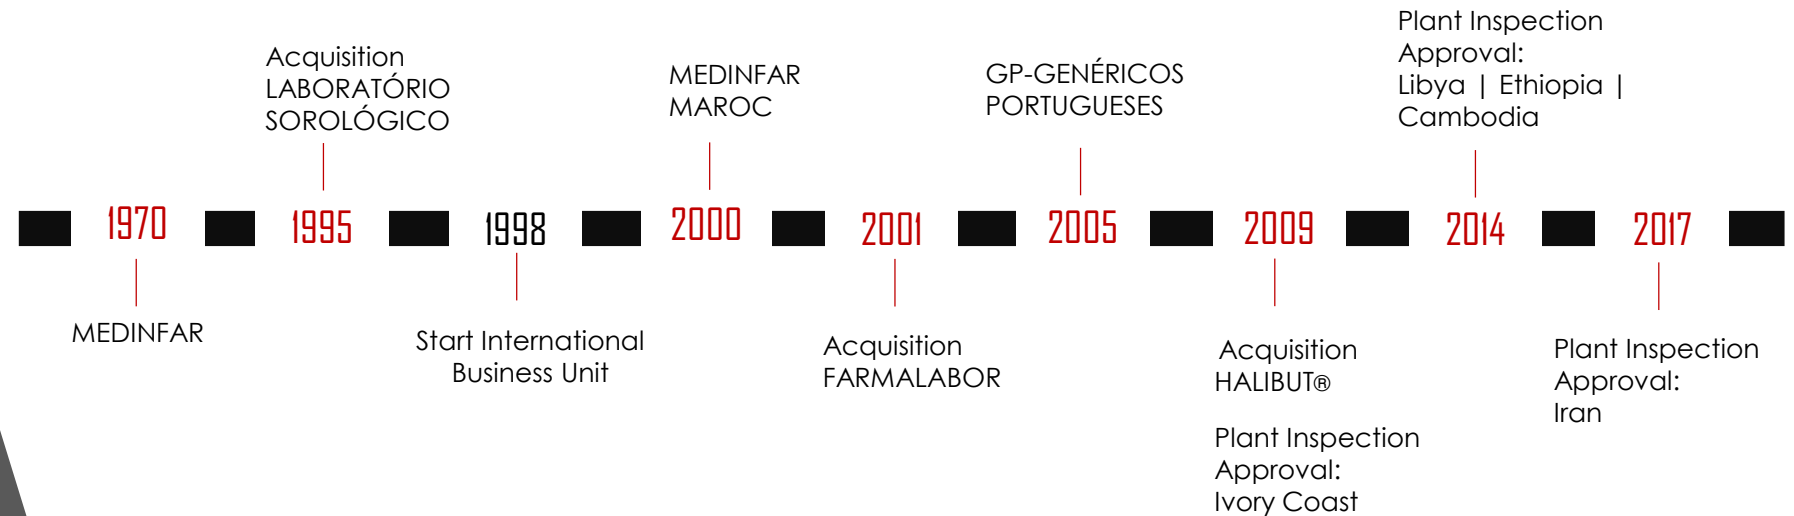 Plant Inspection
Approval:
Libya | Ethiopia |
Cambodia
Acquisition
LABORATÓRIO
SOROLÓGICO
MEDINFAR
MAROC
GP-GENÉRICOS
PORTUGUESES
1970
1995
1998
2000
2001
2005
2009
2014
2017
MEDINFAR
Start International
Business Unit
Acquisition
FARMALABOR
Acquisition
HALIBUT®
Plant Inspection
Approval:
Ivory Coast
Plant Inspection
Approval:
Iran